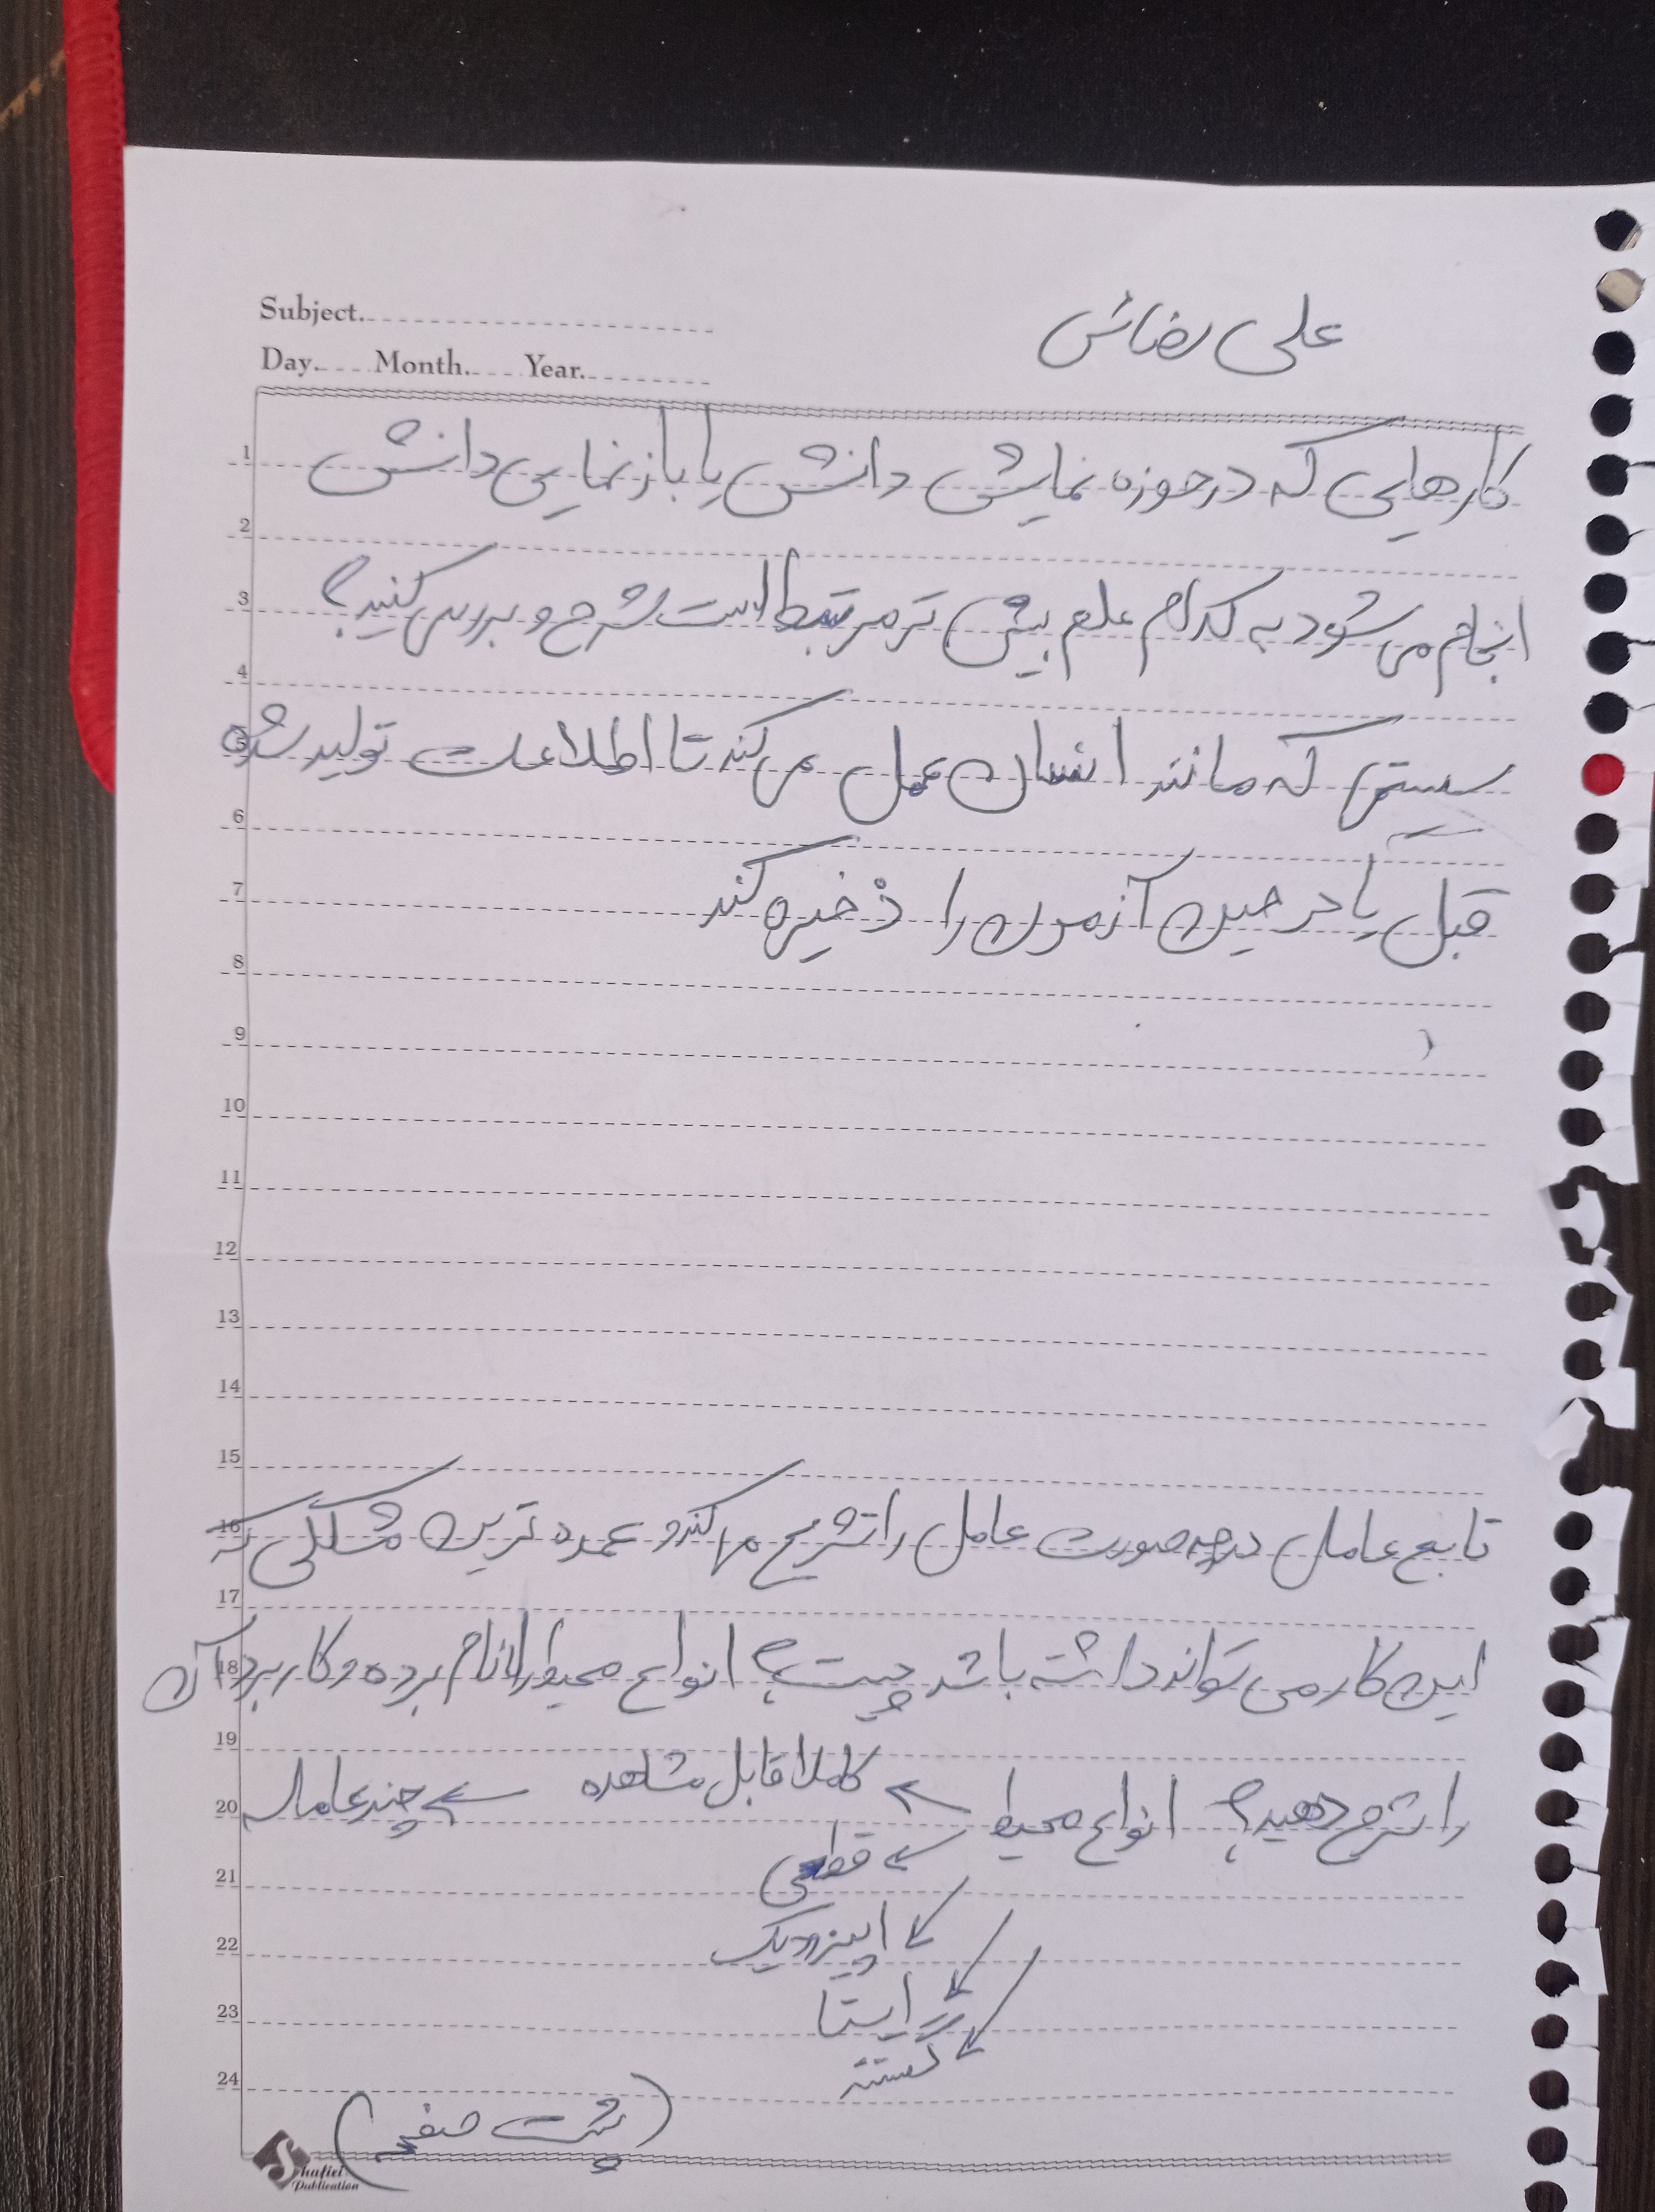 Subject.
علی رضائی
Day. Month. Year.
1 کارهایی که در حوزه نمایش دانش یا بازنمایی دانش
2
3 انجام می شود به کدام علم بیش تر مرتبط است شرح و بررسی کنید؟
4
5 سیستمی که مانند انسان عمل می کند تا اطلاعات تولید شده
6
7 قبل یا در حین آزمون را ذخیره کند
8
9
10
11
12
13
14
15
16 تابع عامل در چه صورت عامل را تشریح می کند و عمده ترین مشکلی که
17
18 این کار می تواند داشته باشد چیست؟ انواع محیط را نام برده و کاربرد آن
19
20 را شرح دهید؟ انواع محیط ← کاملا قابل مشاهده ← چند عامله
21 ← قطعی
22 ↙ اپیزودیک
23 ↙ ایستا
24 ↙ گسسته
(پشت صفحه)
Shafiei
Publication